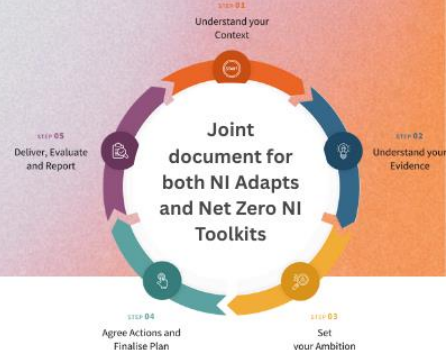 STEP 01
Understand your
Context
START
STEP 02
Understand your
Evidence
STEP 03
Set
your Ambition
STEP 04
Agree Actions and
Finalise Plan
STEP 05
Deliver, Evaluate
and Report
Joint
document for
both NI Adapts
and Net Zero NI
Toolkits